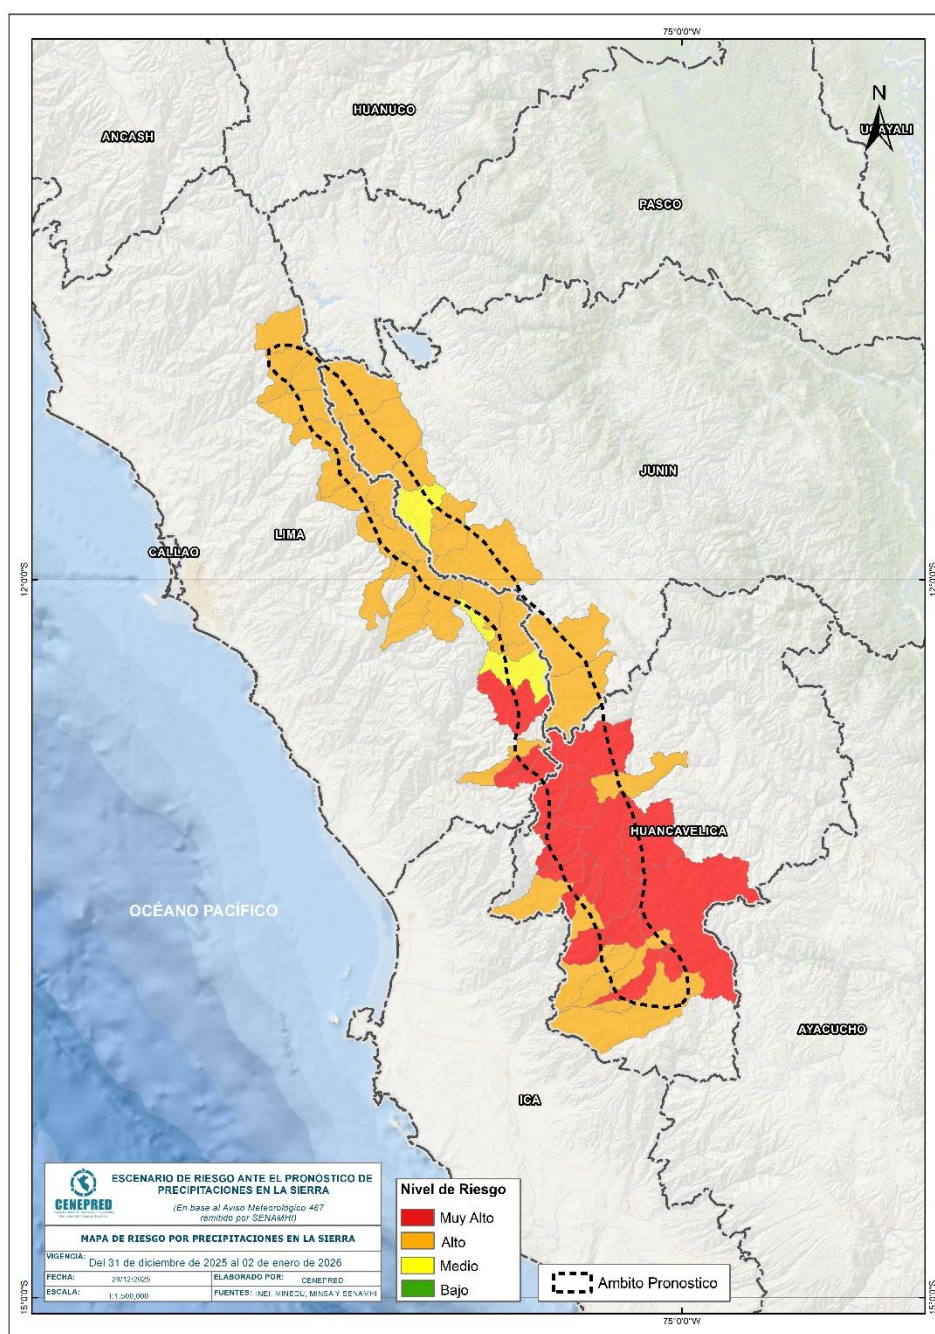 75°0'0"W
N
HUANUCO
ANCASH
UCAYALI
PASCO
JUNIN
LIMA
CALLAO
12°0'0"S
12°0'0"S
HUANCAVELICA
OCÉANO PACÍFICO
AYACUCHO
ICA
CENEPRED
ESCENARIO DE RIESGO ANTE EL PRONÓSTICO DE
PRECIPITACIONES EN LA SIERRA
(En base al Aviso Meteorológico 467
remitido por SENAMHI)
MAPA DE RIESGO POR PRECIPITACIONES EN LA SIERRA
VIGENCIA:
Del 31 de diciembre de 2025 al 02 de enero de 2026
FECHA: 29/12/2025 ELABORADO POR: CENEPRED
ESCALA: 1:1,500,000 FUENTES: INEI, MINEDU, MINSA Y SENAMHI
Nivel de Riesgo
Muy Alto
Alto
Medio
Bajo
Ambito Pronostico
15°0'0"S
15°0'0"S
75°0'0"W